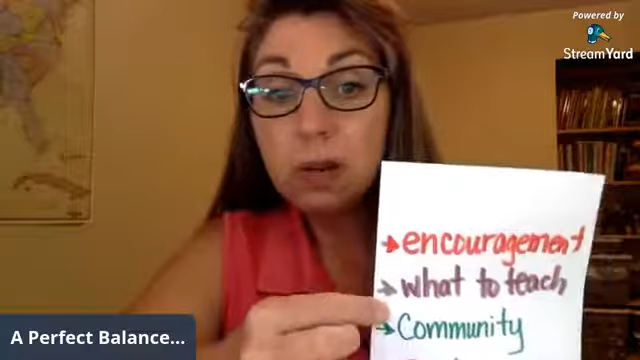 Powered by
StreamYard
→ encouragement
→ what to teach
→ Community
A Perfect Balance...